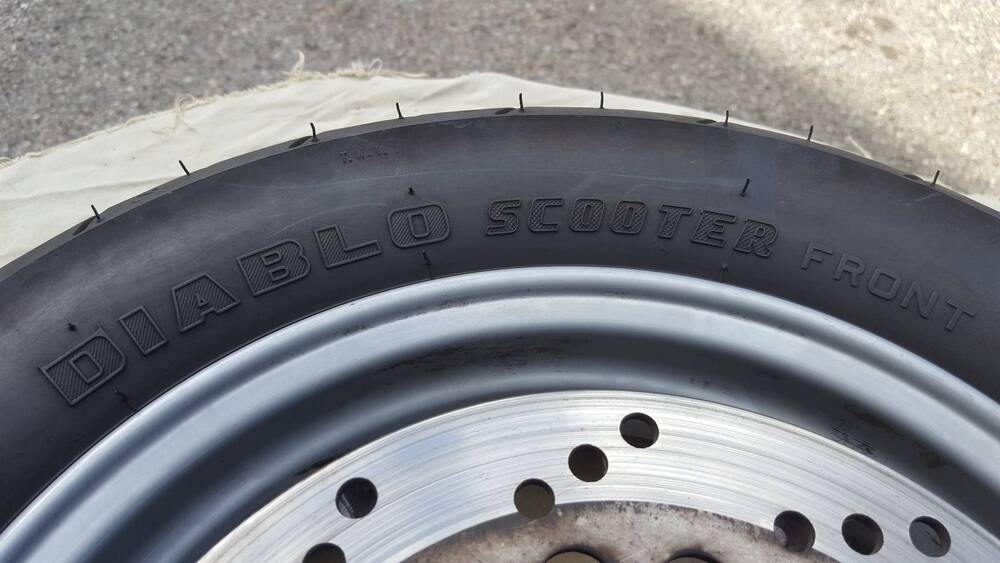 T.W.I.
DIABLO SCOOTER FRONT